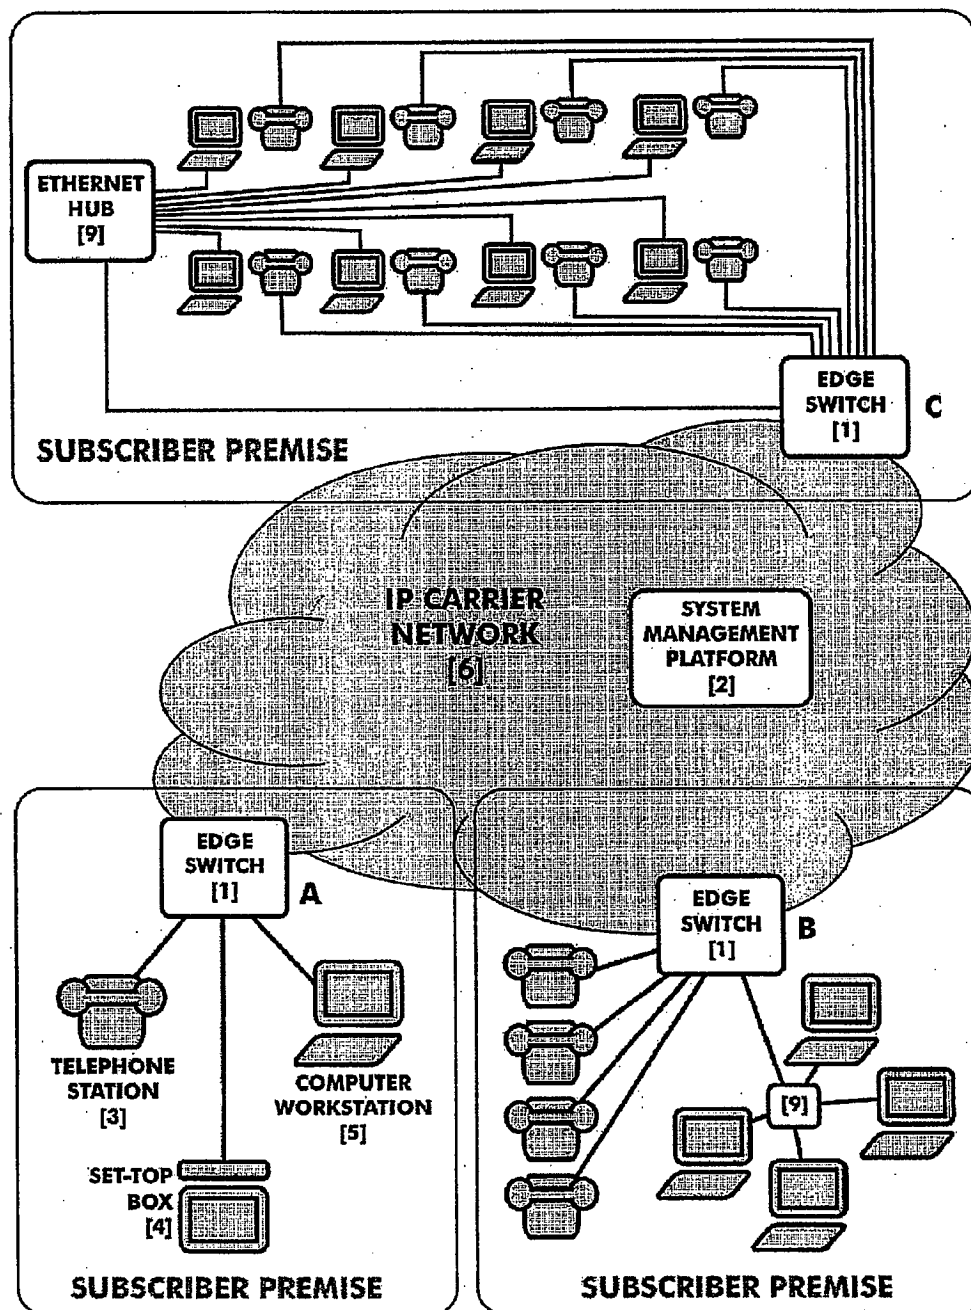 ETHERNET
HUB
[9]
EDGE
SWITCH
[1]
C
SUBSCRIBER PREMISE
IP CARRIER
NETWORK
[6]
SYSTEM
MANAGEMENT
PLATFORM
[2]
EDGE
SWITCH
[1]
A
EDGE
SWITCH
[1]
B
TELEPHONE
STATION
[3]
COMPUTER
WORKSTATION
[5]
[9]
SET-TOP
BOX
[4]
SUBSCRIBER PREMISE
SUBSCRIBER PREMISE